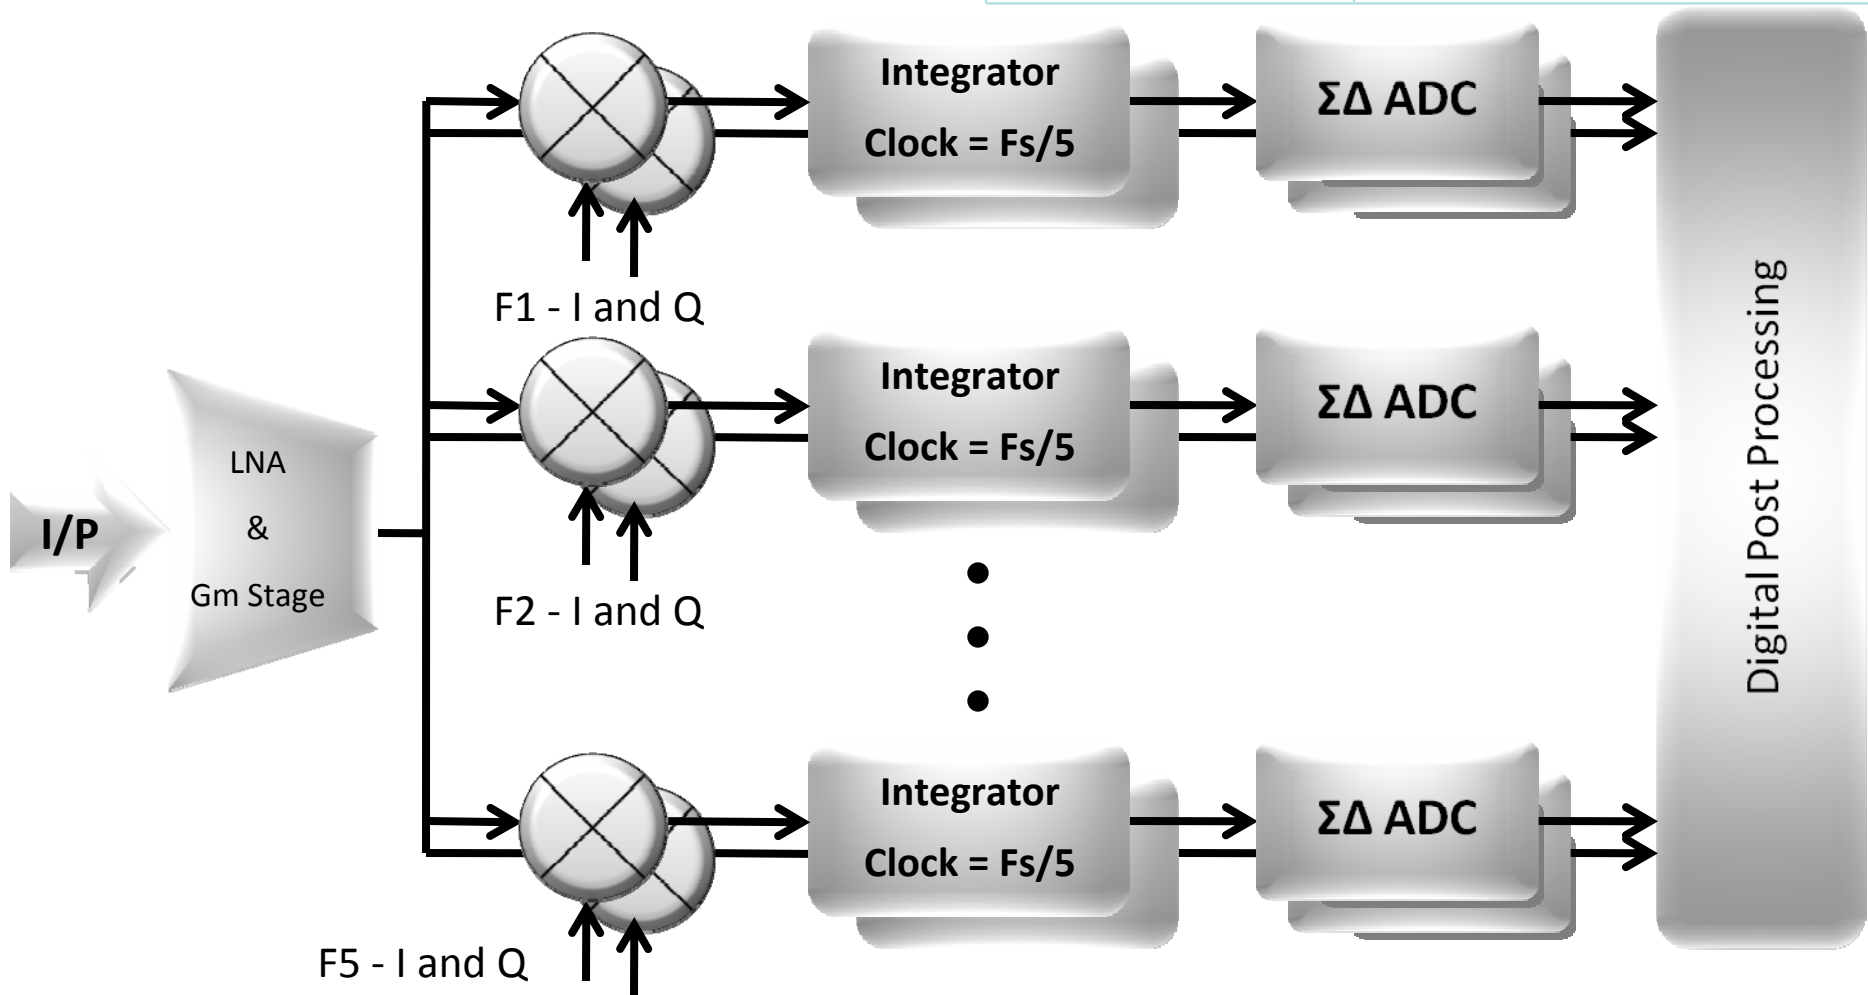 Integrator
Clock = Fs/5
ΣΔ ADC
F1 - I and Q
Integrator
Clock = Fs/5
ΣΔ ADC
F2 - I and Q
I/P
LNA
&
Gm Stage
Integrator
Clock = Fs/5
ΣΔ ADC
F5 - I and Q
Digital Post Processing